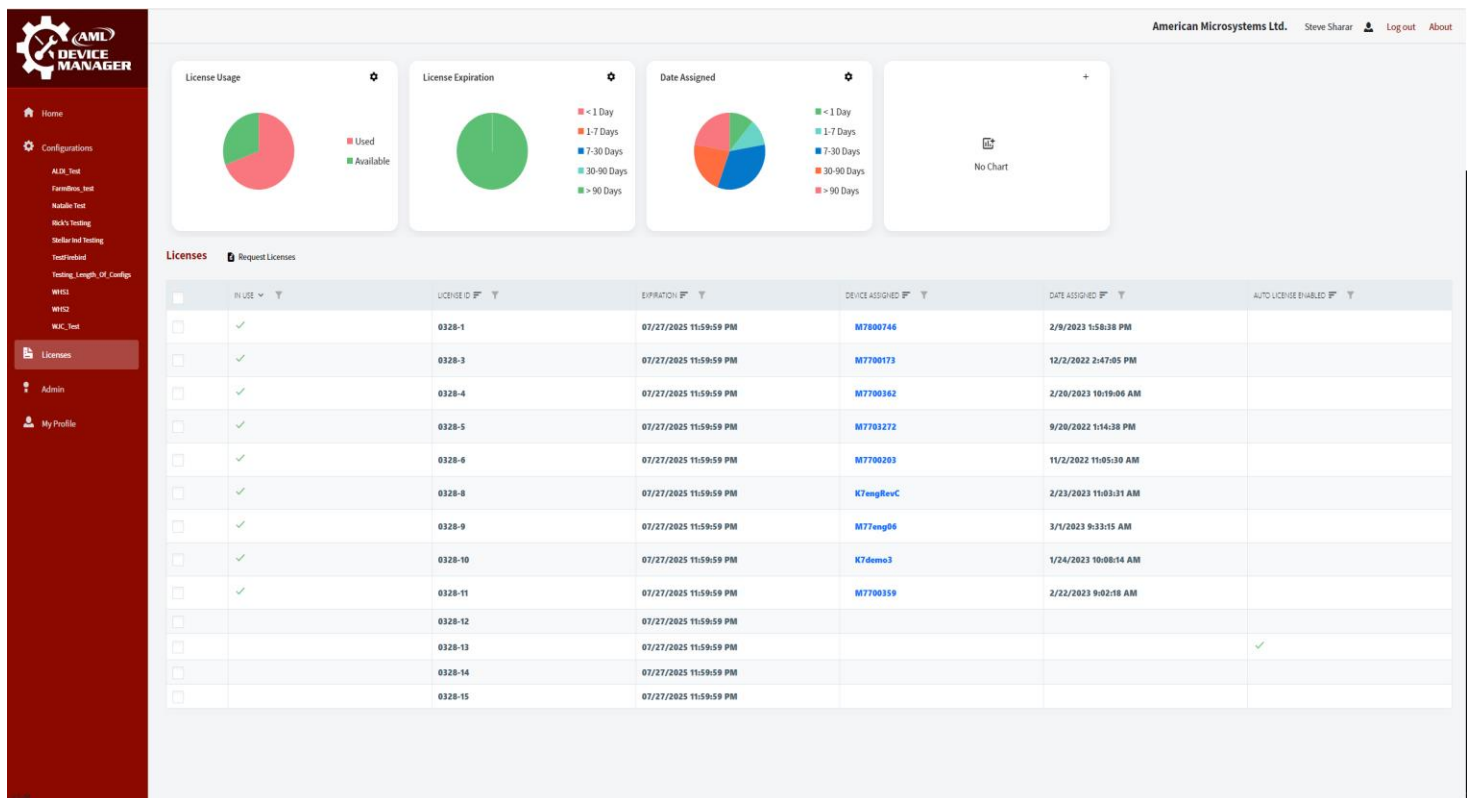 AML
DEVICE
MANAGER
American Microsystems Ltd. Steve Sharar Log out About
Home
Configurations
ALDI_Test
FarmBros_test
Natalie Test
Rick's Testing
Stellar Ind Testing
TestFirebird
Testing_Length_Of_Configs
WHS1
WHS2
WJC_Test
Licenses
Admin
My Profile
License Usage
Used
Available
License Expiration
< 1 Day
1-7 Days
7-30 Days
30-90 Days
> 90 Days
Date Assigned
< 1 Day
1-7 Days
7-30 Days
30-90 Days
> 90 Days
+
No Chart
Licenses Request Licenses
IN USE LICENSE ID EXPIRATION DEVICE ASSIGNED DATE ASSIGNED AUTO LICENSE ENABLED
0328-1 07/27/2025 11:59:59 PM M7800746 2/9/2023 1:58:38 PM
0328-3 07/27/2025 11:59:59 PM M7700173 12/2/2022 2:47:05 PM
0328-4 07/27/2025 11:59:59 PM M7700362 2/20/2023 10:19:06 AM
0328-5 07/27/2025 11:59:59 PM M7703272 9/20/2022 1:14:38 PM
0328-6 07/27/2025 11:59:59 PM M7700203 11/2/2022 11:05:30 AM
0328-8 07/27/2025 11:59:59 PM K7engRevC 2/23/2023 11:03:31 AM
0328-9 07/27/2025 11:59:59 PM M77eng06 3/1/2023 9:33:15 AM
0328-10 07/27/2025 11:59:59 PM K7demo3 1/24/2023 10:08:14 AM
0328-11 07/27/2025 11:59:59 PM M7700359 2/22/2023 9:02:18 AM
0328-12 07/27/2025 11:59:59 PM
0328-13 07/27/2025 11:59:59 PM
0328-14 07/27/2025 11:59:59 PM
0328-15 07/27/2025 11:59:59 PM